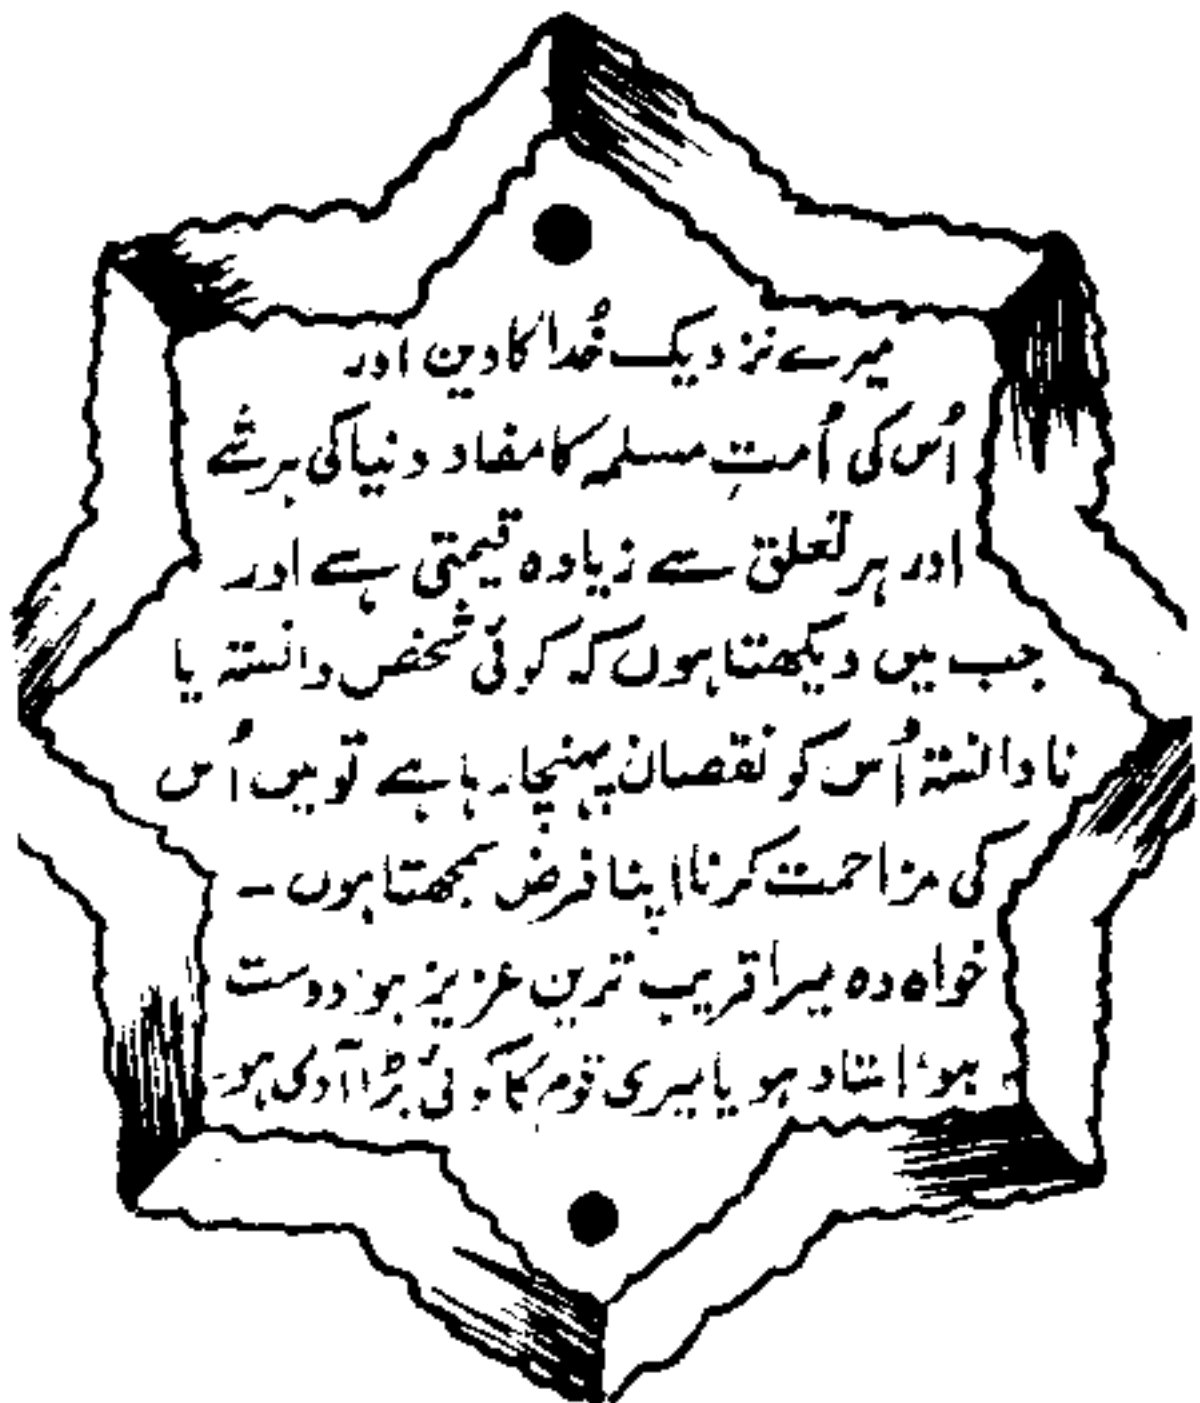 میرے نزدیک خُدا کا دین اور
اُس کی اُمتِ مسلمہ کا مفاد دنیا کی ہر شے
اور ہر تعلق سے زیادہ قیمتی ہے اور
جب میں دیکھتا ہوں کہ کوئی شخص دانستہ یا
نادانستہ اُس کو نقصان پہنچا رہا ہے تو میں اُس
کی مزاحمت کرنا اپنا فرض سمجھتا ہوں ۔
خواہ وہ میرا قریب ترین عزیز ہو، دوست
ہو، استاد ہو یا میری قوم کا کوئی بڑا آدمی ہو۔